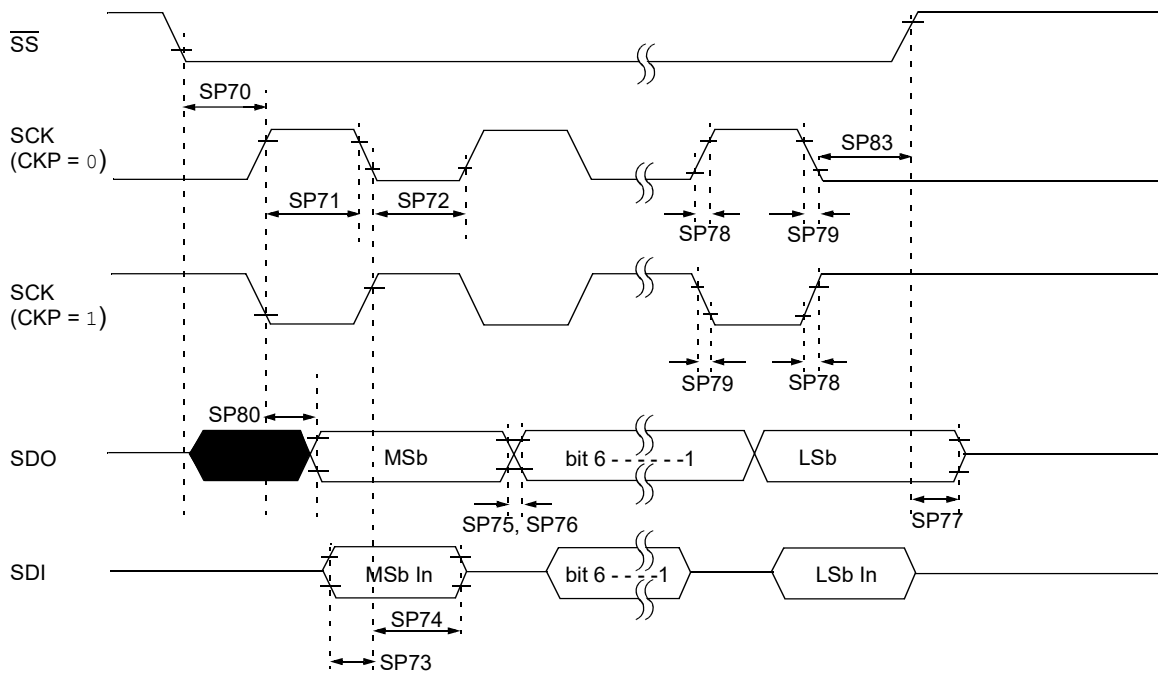 SS
SP70
SCK
(CKP = 0)
SP83
SP71
SP72
SP78
SP79
SCK
(CKP = 1)
SP79
SP78
SP80
SDO
MSb
bit 6 - - - - - -1
LSb
SP75, SP76
SP77
SDI
MSb In
bit 6 - - - - -1
LSb In
SP74
SP73